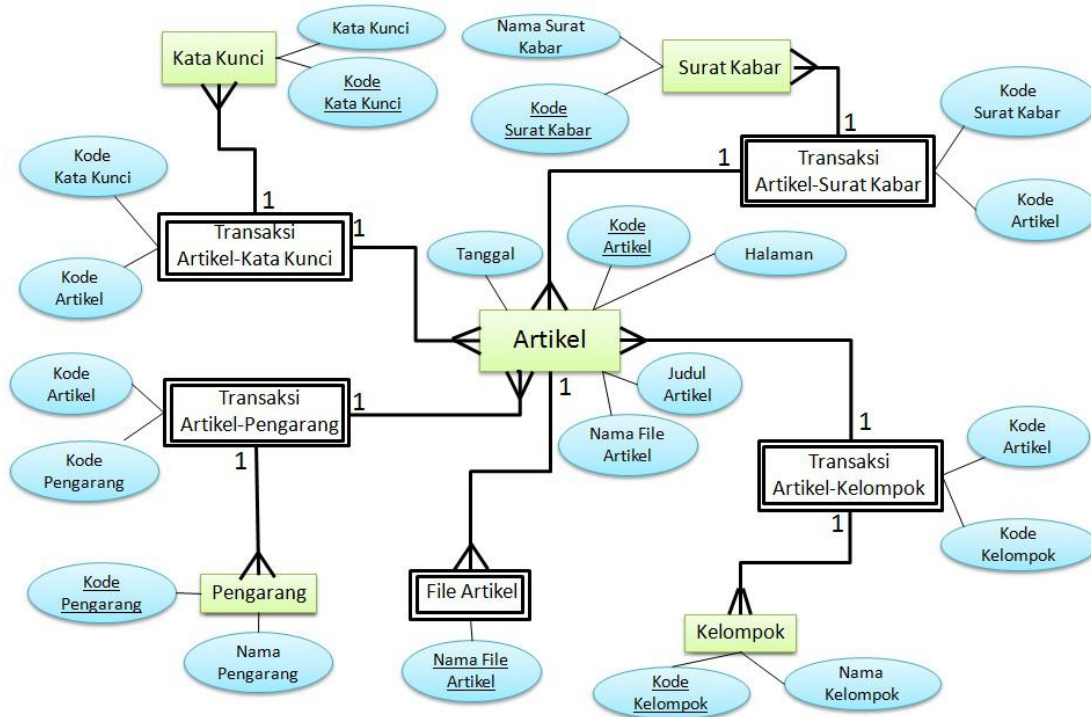 Kata Kunci
Kata Kunci
Kode
Kata Kunci
Nama Surat
Kabar
Kode
Surat Kabar
Surat Kabar
Kode
Surat Kabar
Kode
Artikel
1
1
Transaksi
Artikel-Surat Kabar
Kode
Kata Kunci
Kode
Artikel
1
1
Transaksi
Artikel-Kata Kunci
Tanggal
Kode
Artikel
Halaman
Artikel
1
Judul
Artikel
Nama File
Artikel
Kode
Artikel
Kode
Pengarang
Transaksi
Artikel-Pengarang
1
1
1
Transaksi
Artikel-Kelompok
1
Kode
Artikel
Kode
Kelompok
Kode
Pengarang
Pengarang
Nama
Pengarang
File Artikel
Nama File
Artikel
Kelompok
Kode
Kelompok
Nama
Kelompok